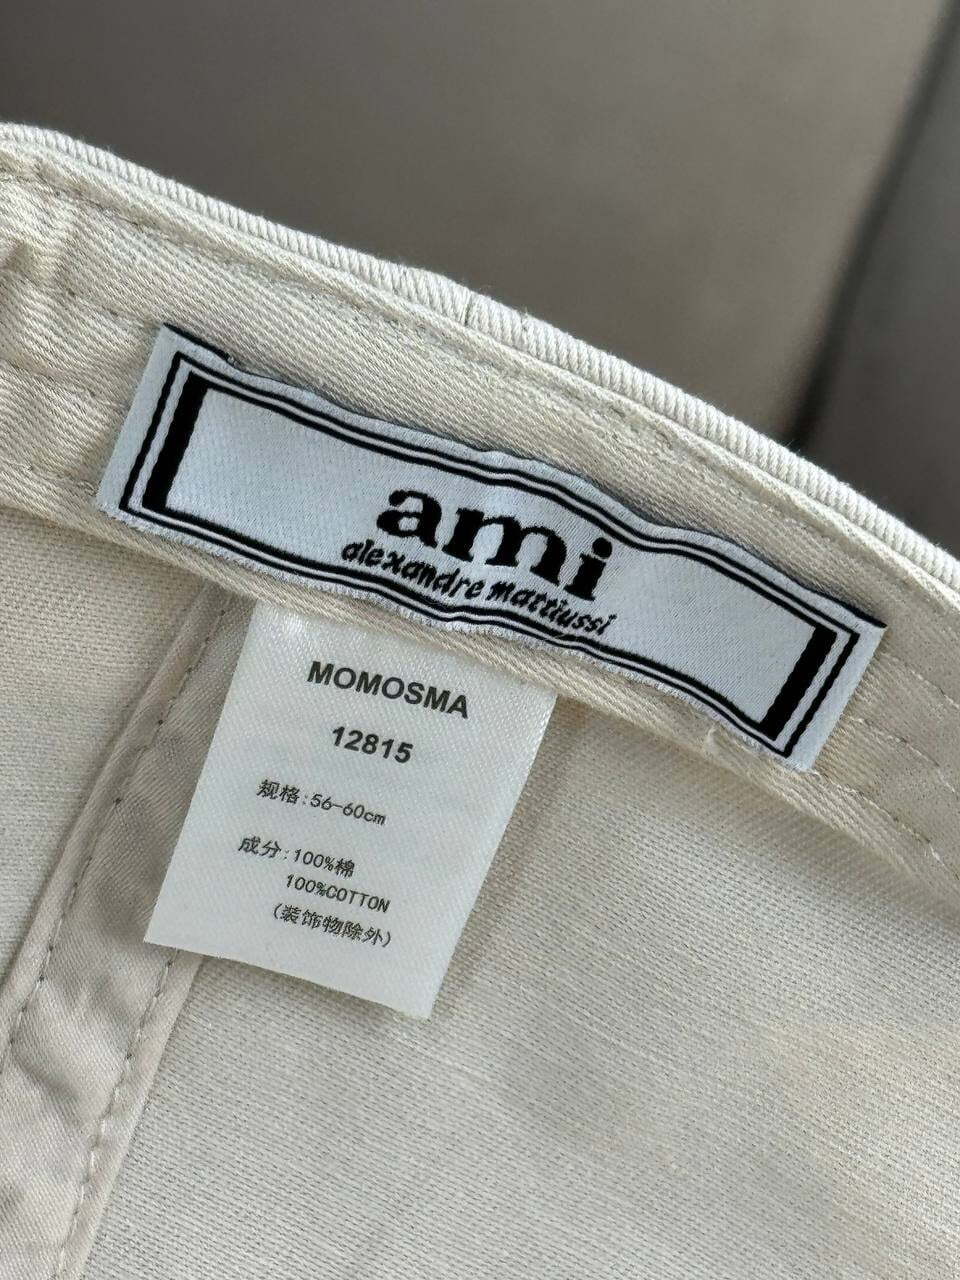 ami
alexandre mattiussi
MOMOSMA
12815
规格:56-60cm
成分:100%棉
100%COTTON
(装饰物除外)